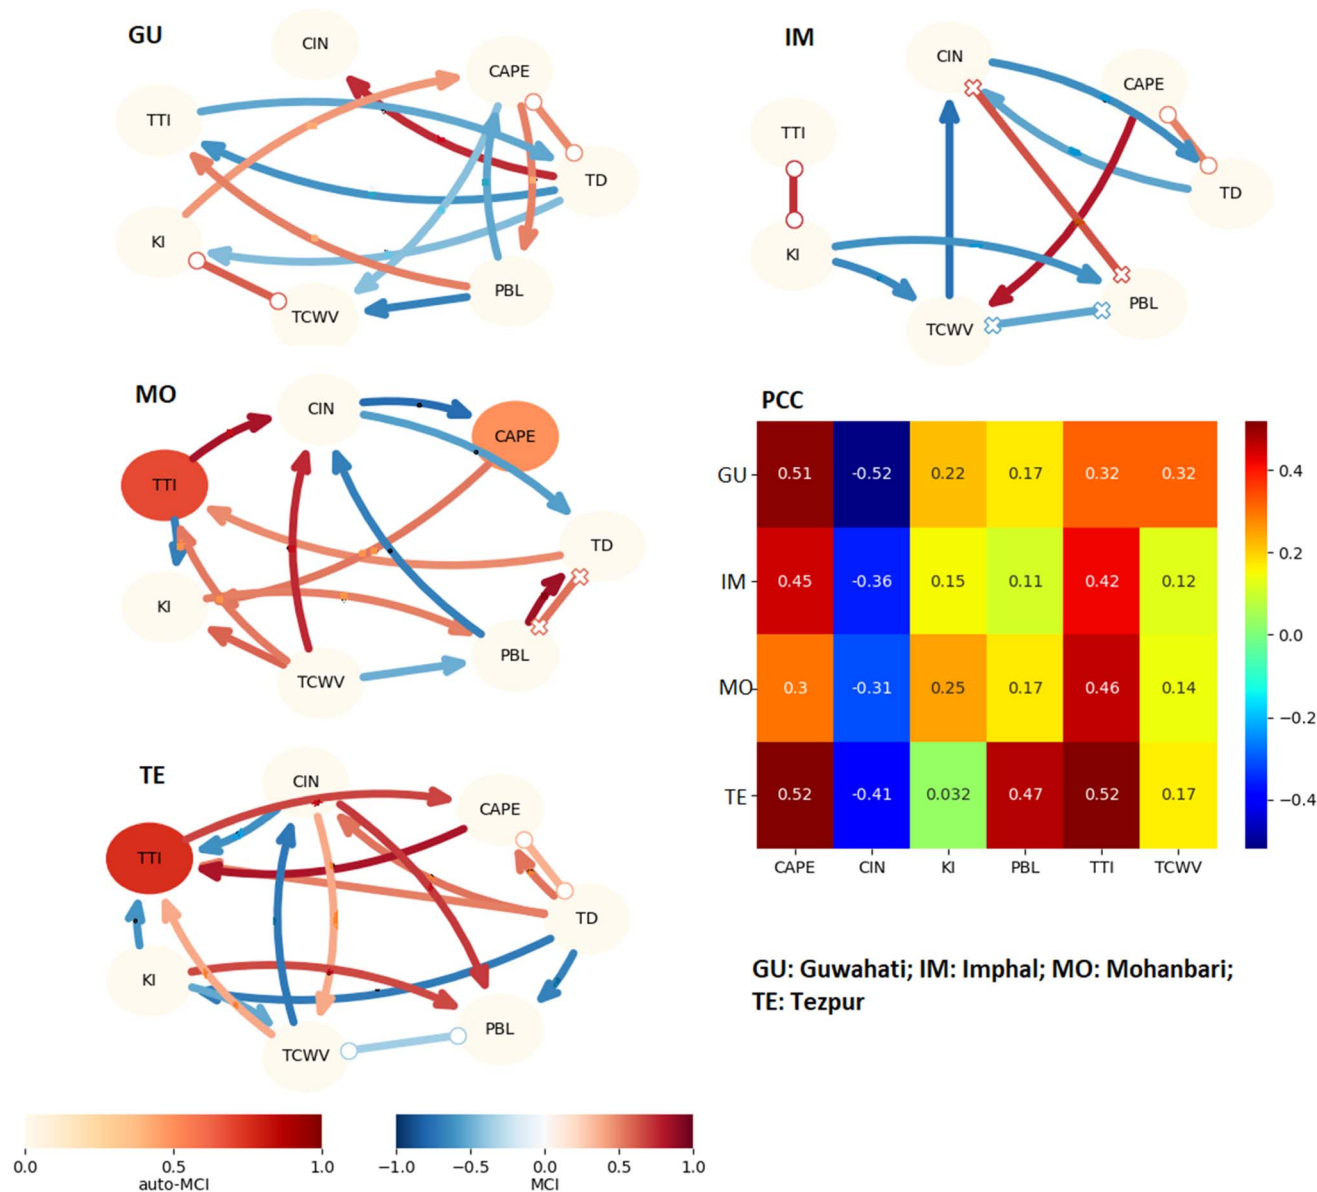 GU
CIN
CAPE
TTI
TD
KI
PBL
TCWV
IM
CIN
CAPE
TTI
TD
KI
PBL
TCWV
MO
CIN
CAPE
TTI
TD
KI
PBL
TCWV
PCC
GU 0.51 -0.52 0.22 0.17 0.32 0.32
IM 0.45 -0.36 0.15 0.11 0.42 0.12
MO 0.3 -0.31 0.25 0.17 0.46 0.14
TE 0.52 -0.41 0.032 0.47 0.52 0.17
CAPE CIN KI PBL TTI TCWV
0.4
0.2
0.0
−0.2
−0.4
TE
CIN
CAPE
TTI
TD
KI
PBL
TCWV
GU: Guwahati; IM: Imphal; MO: Mohanbari;
TE: Tezpur
0.0 0.5 1.0
auto-MCI
−1.0 −0.5 0.0 0.5 1.0
MCI